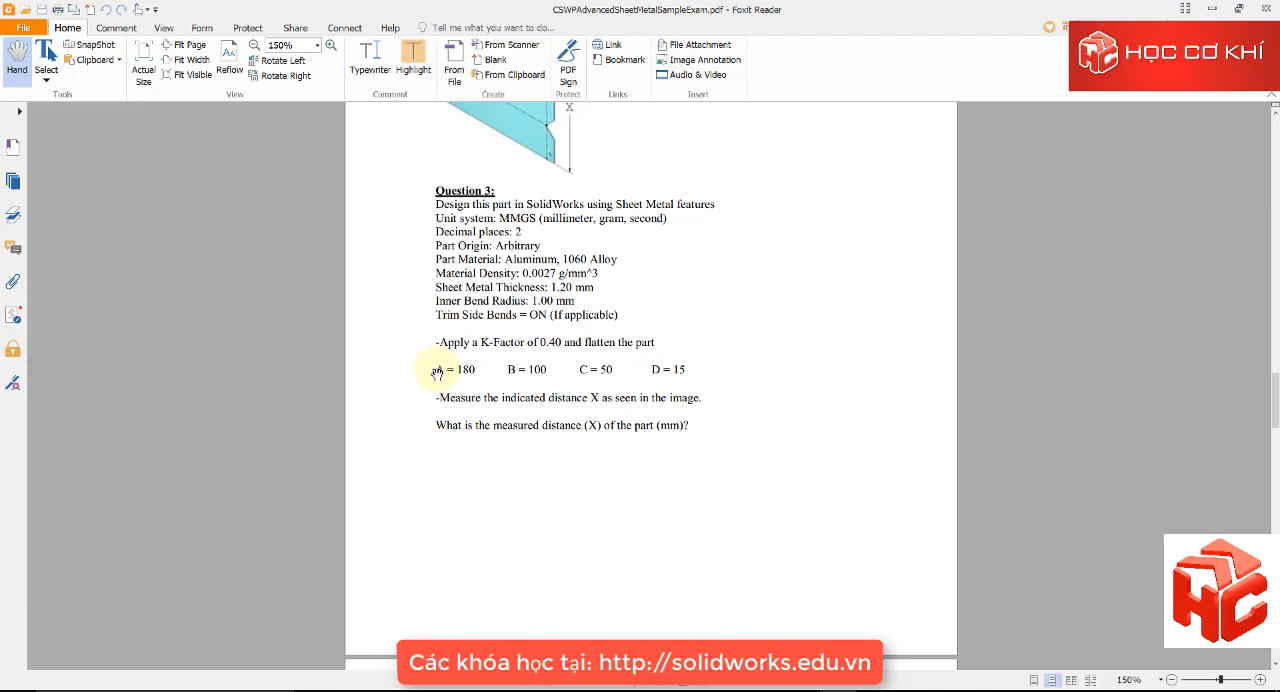 CSWPAdvancedSheetMetalSampleExam.pdf - Foxit Reader
File Home Comment View Form Protect Share Connect Help Tell me what you want to do...
Hand
Select
SnapShot
Clipboard
Tools
Actual Size
Fit Page
Fit Width
Fit Visible
Reflow
150%
Rotate Left
Rotate Right
View
Typewriter
Highlight
Comment
From File
From Scanner
Blank
From Clipboard
Create
PDF Sign
Protect
Link
Bookmark
Links
File Attachment
Image Annotation
Audio & Video
Insert
HỌC CƠ KHÍ
X
Question 3:
Design this part in SolidWorks using Sheet Metal features
Unit system: MMGS (millimeter, gram, second)
Decimal places: 2
Part Origin: Arbitrary
Part Material: Aluminum, 1060 Alloy
Material Density: 0.0027 g/mm^3
Sheet Metal Thickness: 1.20 mm
Inner Bend Radius: 1.00 mm
Trim Side Bends = ON (If applicable)
-Apply a K-Factor of 0.40 and flatten the part
A = 180 B = 100 C = 50 D = 15
-Measure the indicated distance X as seen in the image.
What is the measured distance (X) of the part (mm)?
HC
Các khóa học tại: http://solidworks.edu.vn
150%